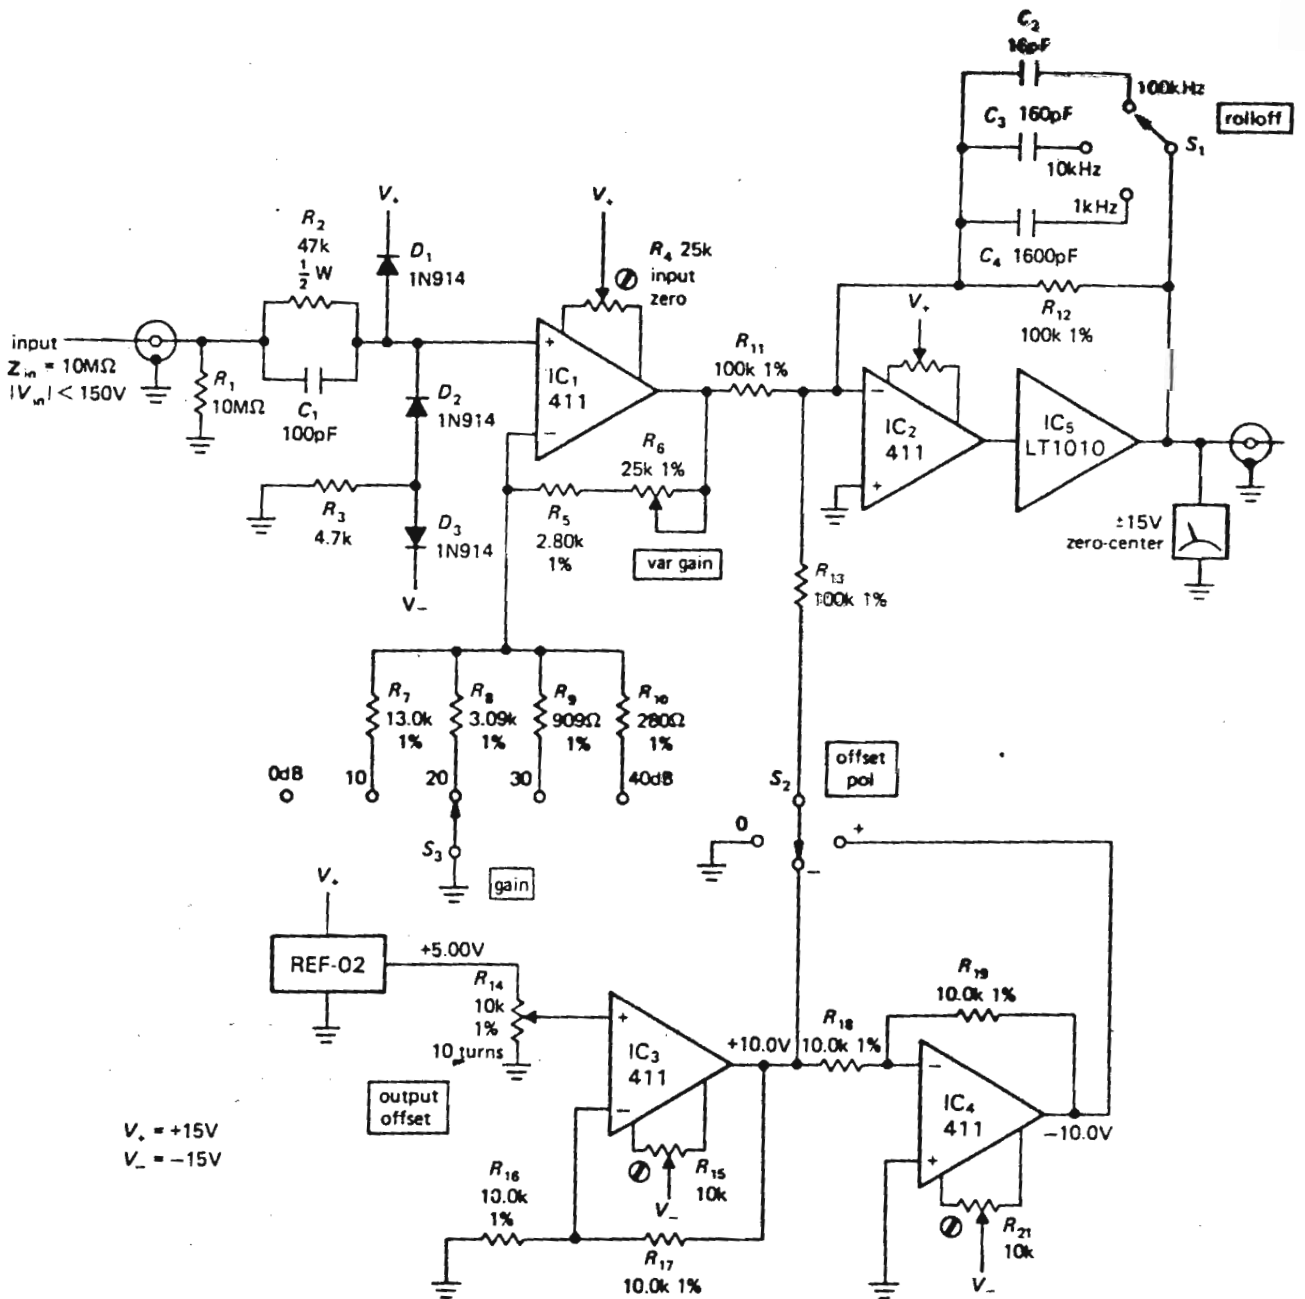 C₂
16pF
100kHz
rolloff
C₃ 160pF
S₁
10kHz
1kHz
C₄ 1600pF
V₊
R₂
47k
½ W
D₁
1N914
V₊
R₄ 25k
input
zero
V₊
R₁₂
100k 1%
input
Zᵢₙ = 10MΩ
|Vᵢₙ| < 150V
R₁
10MΩ
C₁
100pF
D₂
1N914
+
IC₁
411
−
R₁₁
100k 1%
−
IC₂
411
+
IC₅
LT1010
R₆
25k 1%
R₅
2.80k
1%
var gain
R₃
4.7k
D₃
1N914
V₋
±15V
zero-center
R₁₃
100k 1%
R₇
13.0k
1%
R₈
3.09k
1%
R₉
909Ω
1%
R₁₀
280Ω
1%
0dB
10
20
30
40dB
S₃
gain
S₂
offset
pol
0
+
−
V₊
REF-02
+5.00V
R₁₄
10k
1%
10 turns
output
offset
+
IC₃
411
−
+10.0V
R₁₈
10.0k 1%
R₁₉
10.0k 1%
−
IC₄
411
+
−10.0V
R₁₅
10k
V₋
R₁₆
10.0k
1%
R₁₇
10.0k 1%
R₂₁
10k
V₋
V₊ = +15V
V₋ = −15V